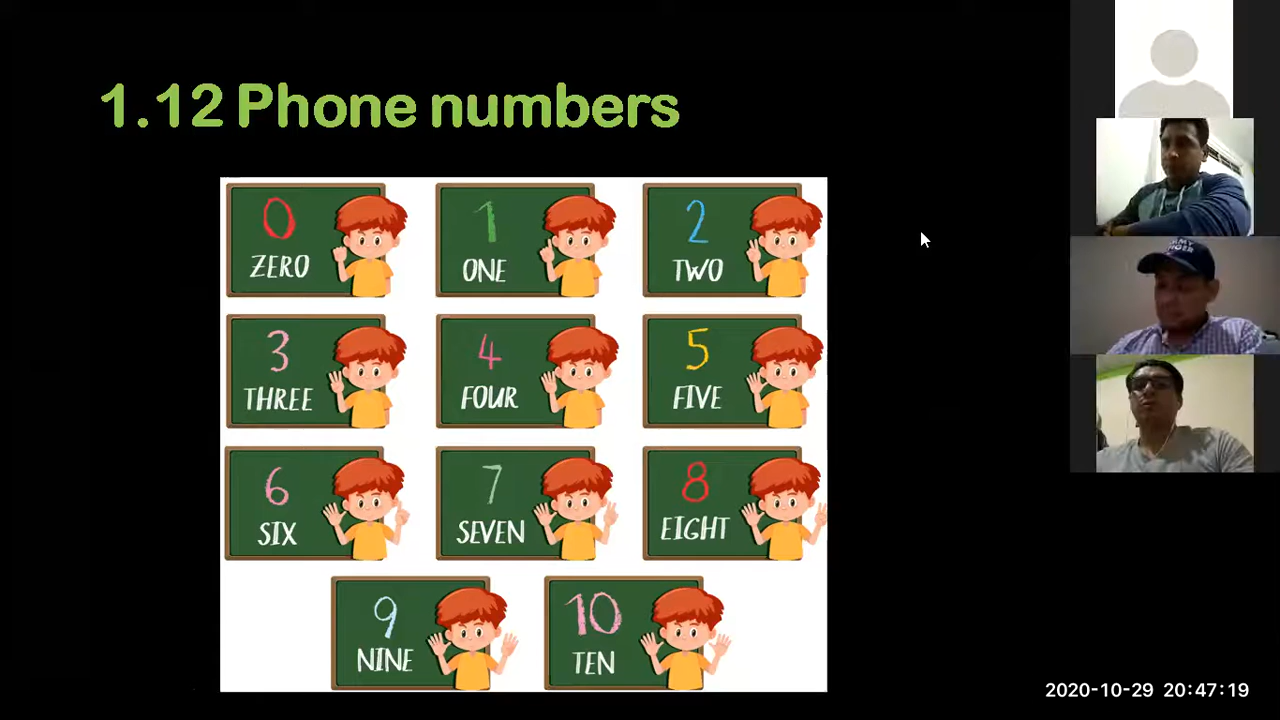 1.12 Phone numbers
0
ZERO
1
ONE
2
TWO
3
THREE
4
FOUR
5
FIVE
6
SIX
7
SEVEN
8
EIGHT
9
NINE
10
TEN
2020-10-29 20:47:19